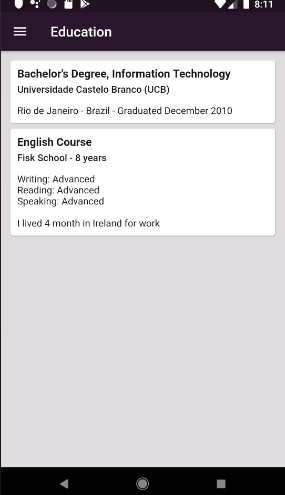 8:11
Education
Bachelor's Degree, Information Technology
Universidade Castelo Branco (UCB)
Rio de Janeiro - Brazil - Graduated December 2010
English Course
Fisk School - 8 years
Writing: Advanced
Reading: Advanced
Speaking: Advanced
I lived 4 month in Ireland for work